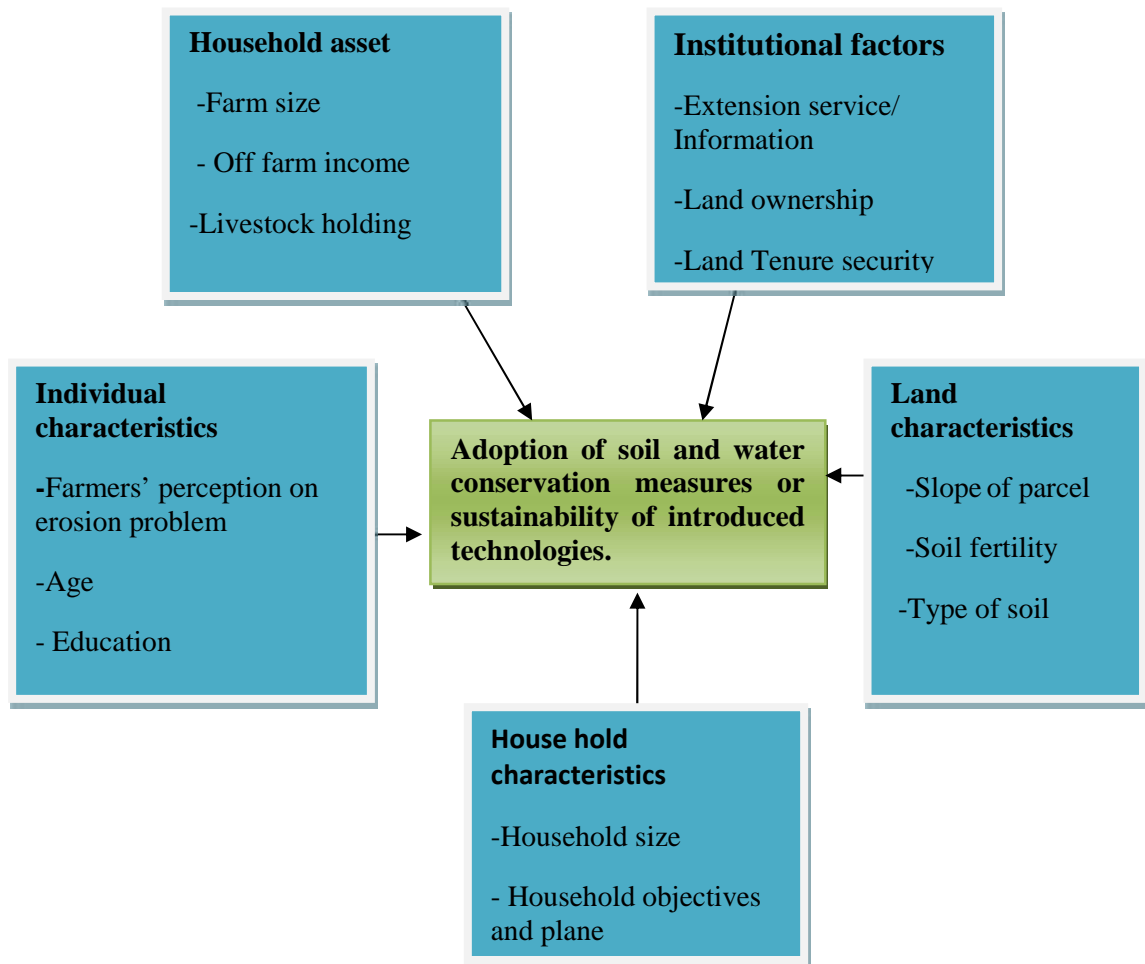 Household asset
-Farm size
- Off farm income
-Livestock holding
Institutional factors
-Extension service/
Information
-Land ownership
-Land Tenure security
Individual
characteristics
-Farmers’ perception on
erosion problem
-Age
- Education
Adoption of soil and water
conservation measures or
sustainability of introduced
technologies.
Land
characteristics
-Slope of parcel
-Soil fertility
-Type of soil
House hold
characteristics
-Household size
- Household objectives
and plane